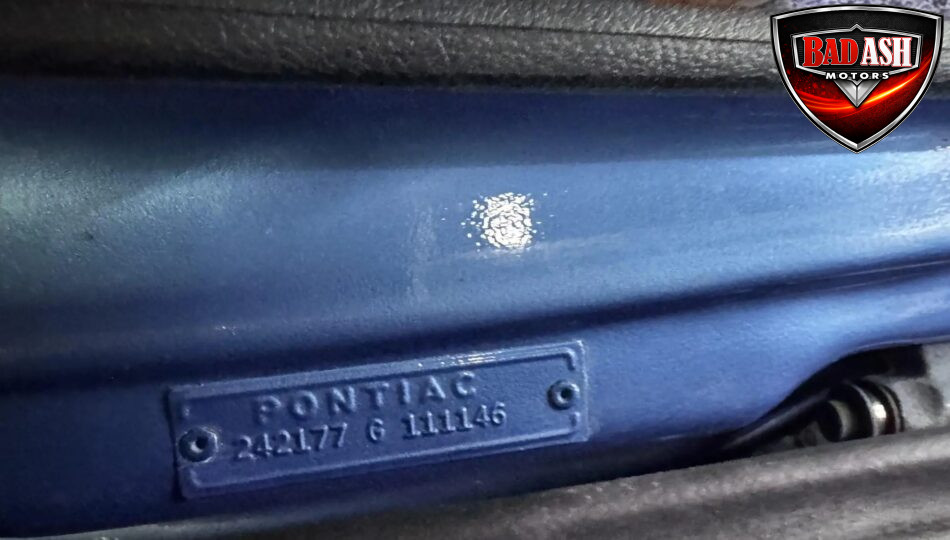 BAD ASH
MOTORS
PONTIAC
242177 G 111146